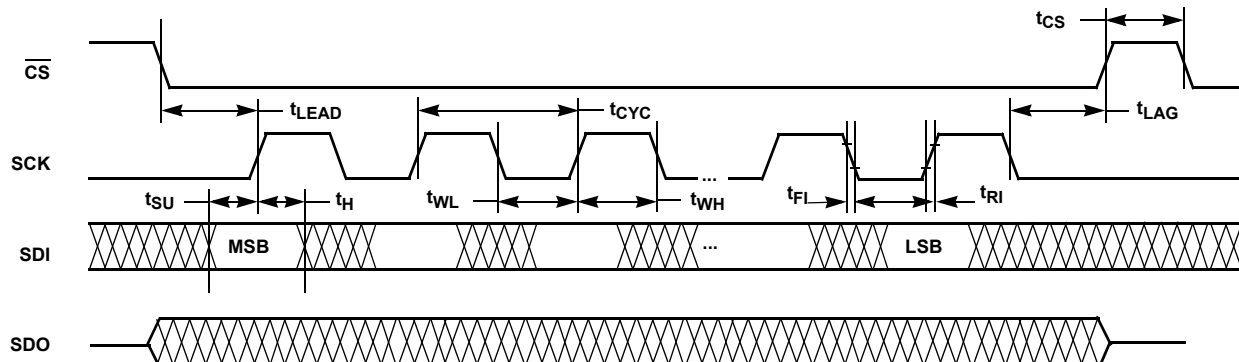 tCS
CS
tLEAD
tCYC
tLAG
SCK
...
tSU
tH
tWL
tWH
tFI
tRI
SDI
MSB
...
LSB
SDO